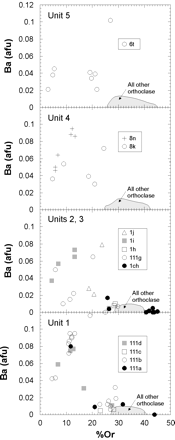 0.12
Unit 5
0.1
0.08
6t
0.06
Ba (afu)
0.04
All other
orthoclase
0.02
0
Unit 4
0.1
8n
8k
0.08
0.06
Ba (afu)
0.04
All other
orthoclase
0.02
0
Units 2, 3
0.1
1j
1i
1h
111g
1ch
0.08
0.06
Ba (afu)
0.04
All other
orthoclase
0.02
0
Unit 1
0.1
111d
111c
111b
111a
0.08
0.06
Ba (afu)
0.04
All other
orthoclase
0.02
0
0 10 20 30 40 50
%Or